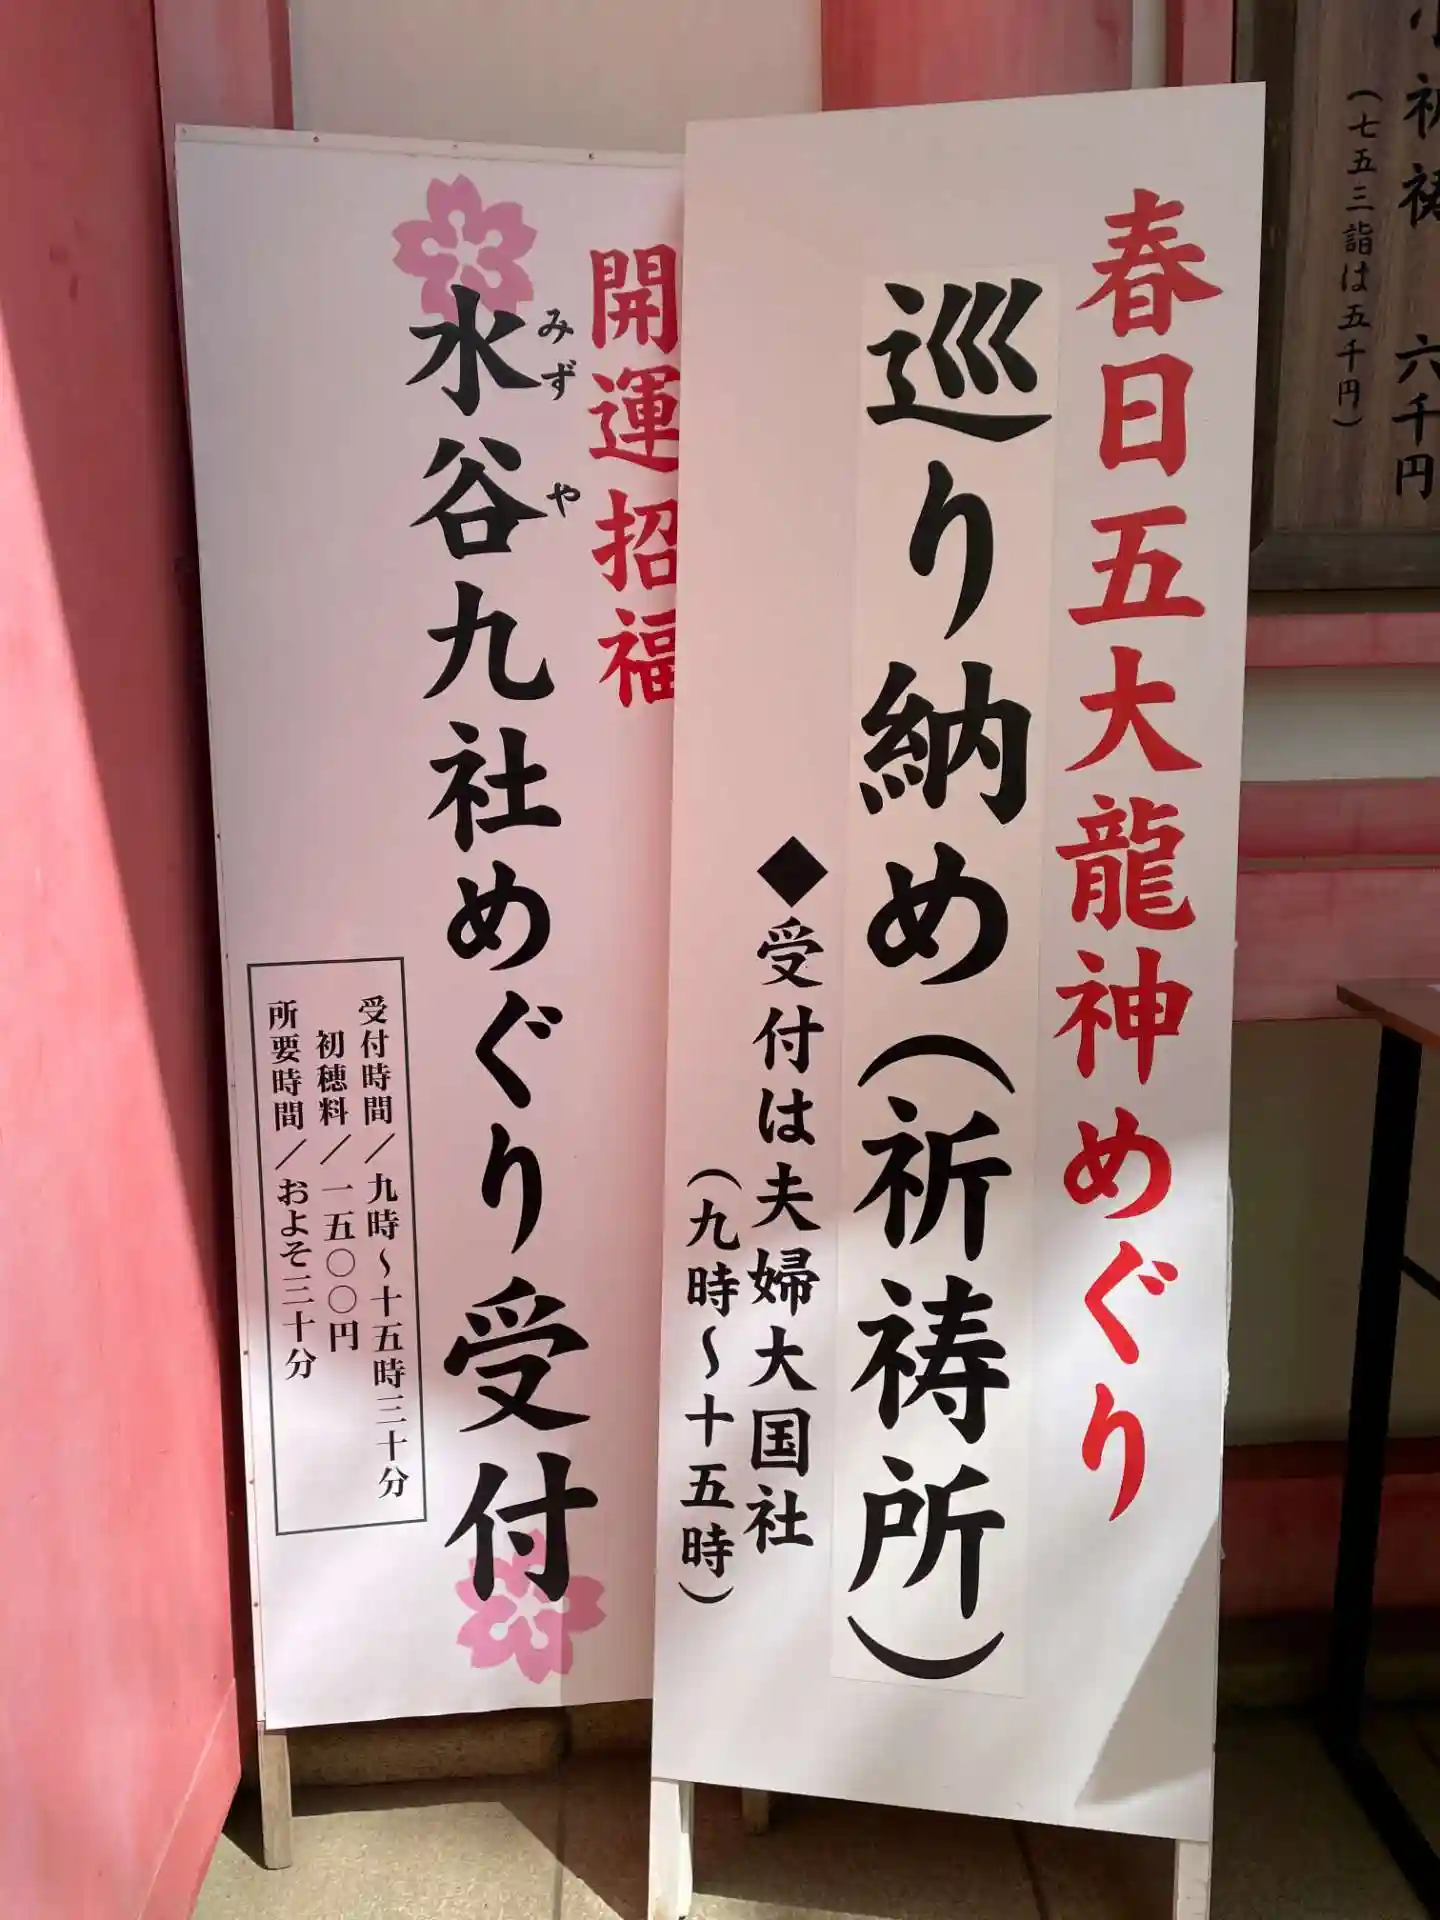 小祈祷 六千円
(七五三詣は五千円)
春日五大龍神めぐり
巡り納め(祈祷所)
◆受付は夫婦大国社
(九時〜十五時)
開運招福
水谷九社めぐり受付
みずや
受付時間/九時〜十五時三十分
初穂料/一五〇〇円
所要時間/およそ三十分